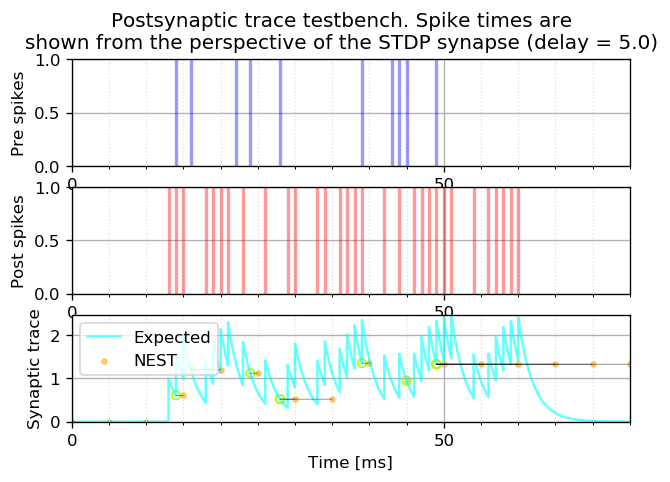 Postsynaptic trace testbench. Spike times are
shown from the perspective of the STDP synapse (delay = 5.0)
Pre spikes
1.0
0.5
0.0
0
50
Post spikes
1.0
0.5
0.0
0
50
Synaptic trace
2
1
0
Expected
NEST
0
50
Time [ms]